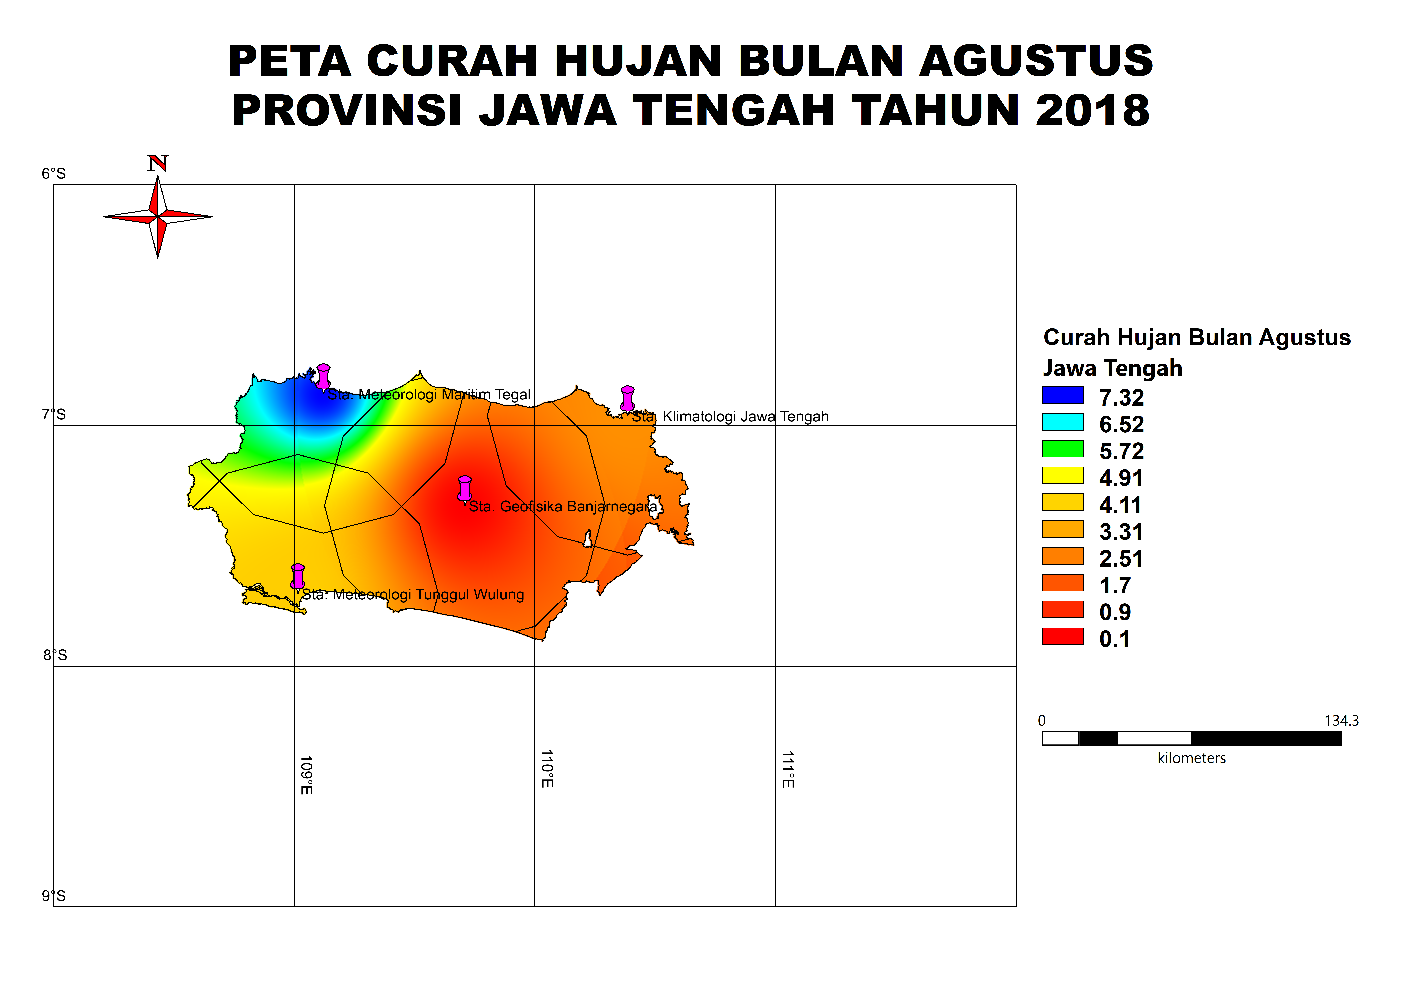 PETA CURAH HUJAN BULAN AGUSTUS
PROVINSI JAWA TENGAH TAHUN 2018
N
6°S
7°S
8°S
9°S
109°E
110°E
111°E
Sta. Meteorologi Maritim Tegal
Sta. Klimatologi Jawa Tengah
Sta. Geofisika Banjarnegara
Sta. Meteorologi Tunggul Wulung
Curah Hujan Bulan Agustus
Jawa Tengah
7.32
6.52
5.72
4.91
4.11
3.31
2.51
1.7
0.9
0.1
0 134.3
kilometers